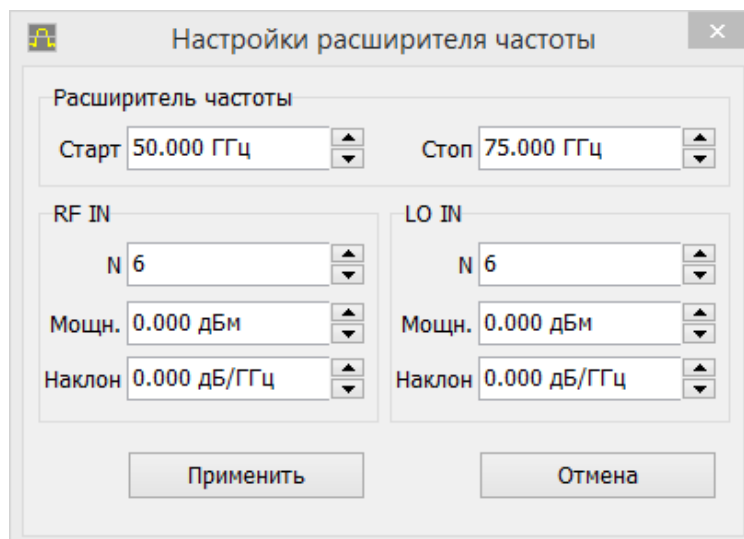 Настройки расширителя частоты
Расширитель частоты
Старт 50.000 ГГц Стоп 75.000 ГГц
RF IN LO IN
N 6 N 6
Мощн. 0.000 дБм Мощн. 0.000 дБм
Наклон 0.000 дБ/ГГц Наклон 0.000 дБ/ГГц
Применить Отмена